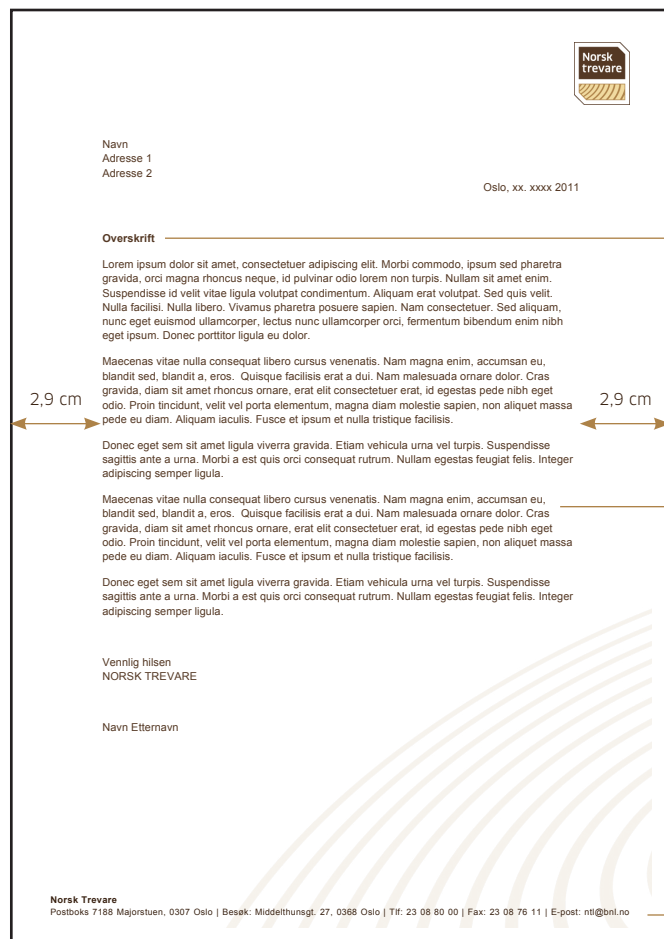 Norsk
trevare
Navn
Adresse 1
Adresse 2
Oslo, xx. xxxx 2011
Overskrift
Lorem ipsum dolor sit amet, consectetuer adipiscing elit. Morbi commodo, ipsum sed pharetra
gravida, orci magna rhoncus neque, id pulvinar odio lorem non turpis. Nullam sit amet enim.
Suspendisse id velit vitae ligula volutpat condimentum. Aliquam erat volutpat. Sed quis velit.
Nulla facilisi. Nulla libero. Vivamus pharetra posuere sapien. Nam consectetuer. Sed aliquam,
nunc eget euismod ullamcorper, lectus nunc ullamcorper orci, fermentum bibendum enim nibh
eget ipsum. Donec porttitor ligula eu dolor.
Maecenas vitae nulla consequat libero cursus venenatis. Nam magna enim, accumsan eu,
blandit sed, blandit a, eros.  Quisque facilisis erat a dui. Nam malesuada ornare dolor. Cras
gravida, diam sit amet rhoncus ornare, erat elit consectetuer erat, id egestas pede nibh eget
odio. Proin tincidunt, velit vel porta elementum, magna diam molestie sapien, non aliquet massa
pede eu diam. Aliquam iaculis. Fusce et ipsum et nulla tristique facilisis.
2,9 cm
2,9 cm
Donec eget sem sit amet ligula viverra gravida. Etiam vehicula urna vel turpis. Suspendisse
sagittis ante a urna. Morbi a est quis orci consequat rutrum. Nullam egestas feugiat felis. Integer
adipiscing semper ligula.
Maecenas vitae nulla consequat libero cursus venenatis. Nam magna enim, accumsan eu,
blandit sed, blandit a, eros.  Quisque facilisis erat a dui. Nam malesuada ornare dolor. Cras
gravida, diam sit amet rhoncus ornare, erat elit consectetuer erat, id egestas pede nibh eget
odio. Proin tincidunt, velit vel porta elementum, magna diam molestie sapien, non aliquet massa
pede eu diam. Aliquam iaculis. Fusce et ipsum et nulla tristique facilisis.
Donec eget sem sit amet ligula viverra gravida. Etiam vehicula urna vel turpis. Suspendisse
sagittis ante a urna. Morbi a est quis orci consequat rutrum. Nullam egestas feugiat felis. Integer
adipiscing semper ligula.
Vennlig hilsen
NORSK TREVARE
Navn Etternavn
Norsk Trevare
Postboks 7188 Majorstuen, 0307 Oslo | Besøk: Middelthunsgt. 27, 0368 Oslo | Tlf: 23 08 80 00 | Fax: 23 08 76 11 | E-post: ntl@bnl.no